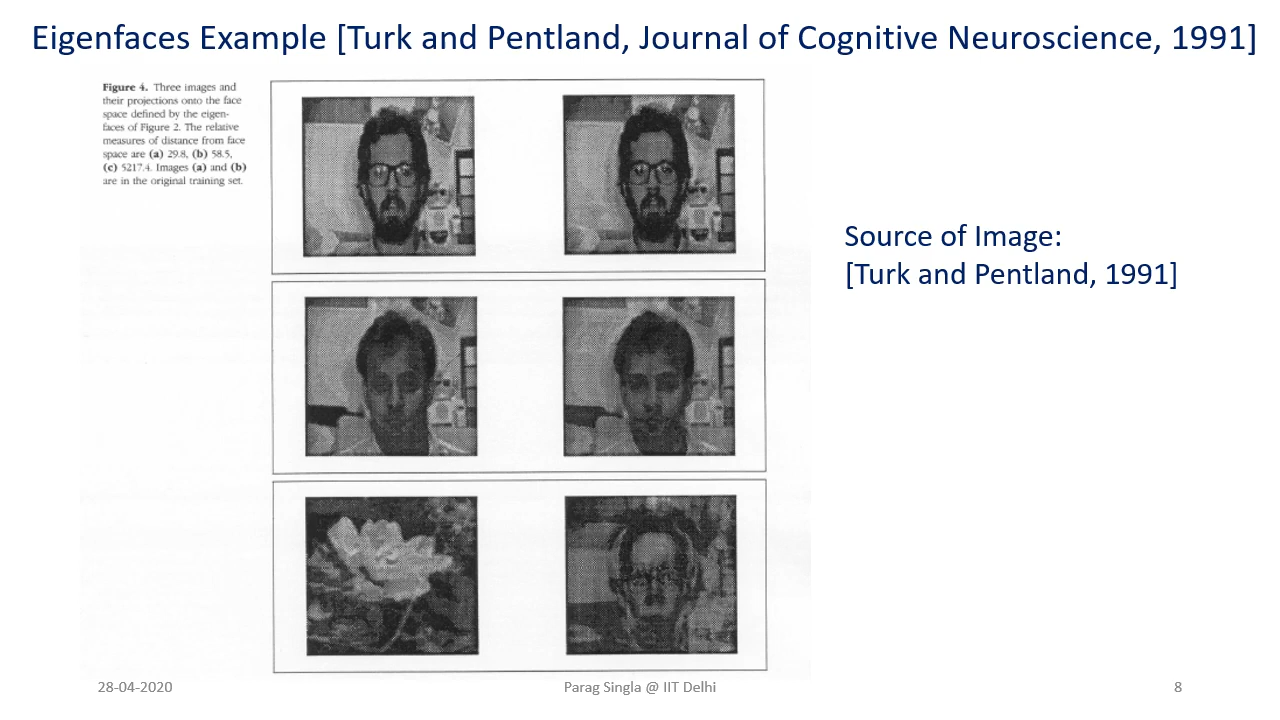 Eigenfaces Example [Turk and Pentland, Journal of Cognitive Neuroscience, 1991]
Figure 4. Three images and
their projections onto the face
space defined by the eigen-
faces of Figure 2. The relative
measures of distance from face
space are (a) 29.8, (b) 58.5,
(c) 5217.4. Images (a) and (b)
are in the original training set.
Source of Image:
[Turk and Pentland, 1991]
28-04-2020
Parag Singla @ IIT Delhi
8